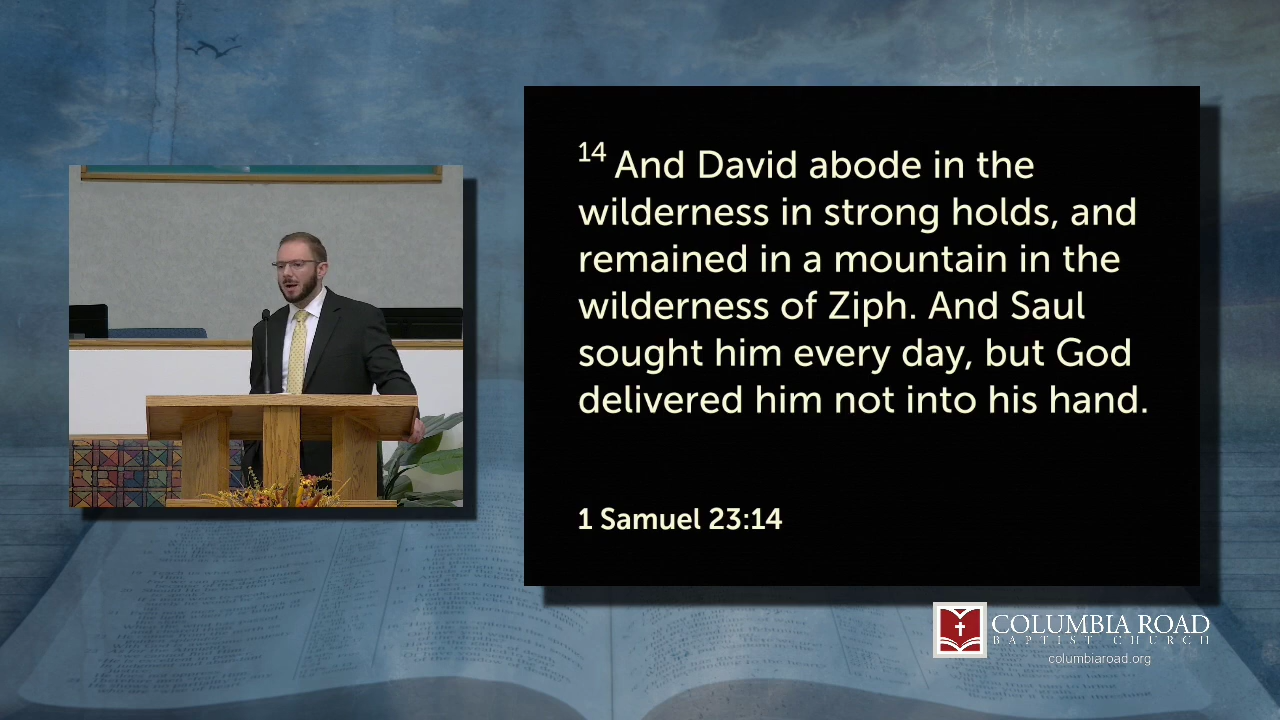 14 And David abode in the
wilderness in strong holds, and
remained in a mountain in the
wilderness of Ziph. And Saul
sought him every day, but God
delivered him not into his hand.
1 Samuel 23:14
COLUMBIA ROAD
BAPTIST CHURCH
columbiaroad.org